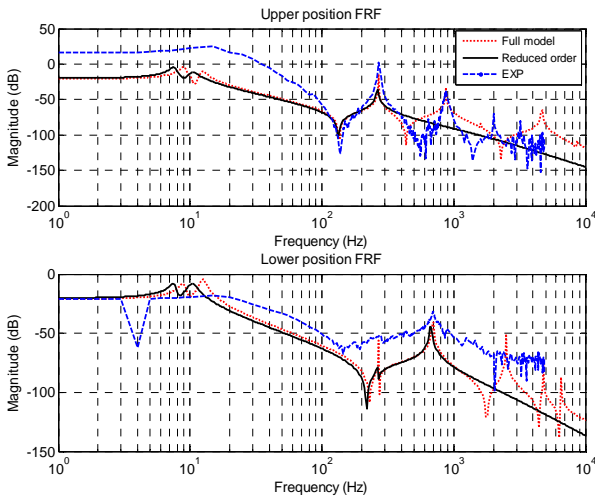 Upper position FRF
50
0
-50
-100
-150
-200
Magnitude (dB)
Full model
Reduced order
EXP
10^0
10^1
10^2
10^3
10^4
Frequency (Hz)
Lower position FRF
0
-50
-100
-150
Magnitude (dB)
10^0
10^1
10^2
10^3
10^4
Frequency (Hz)